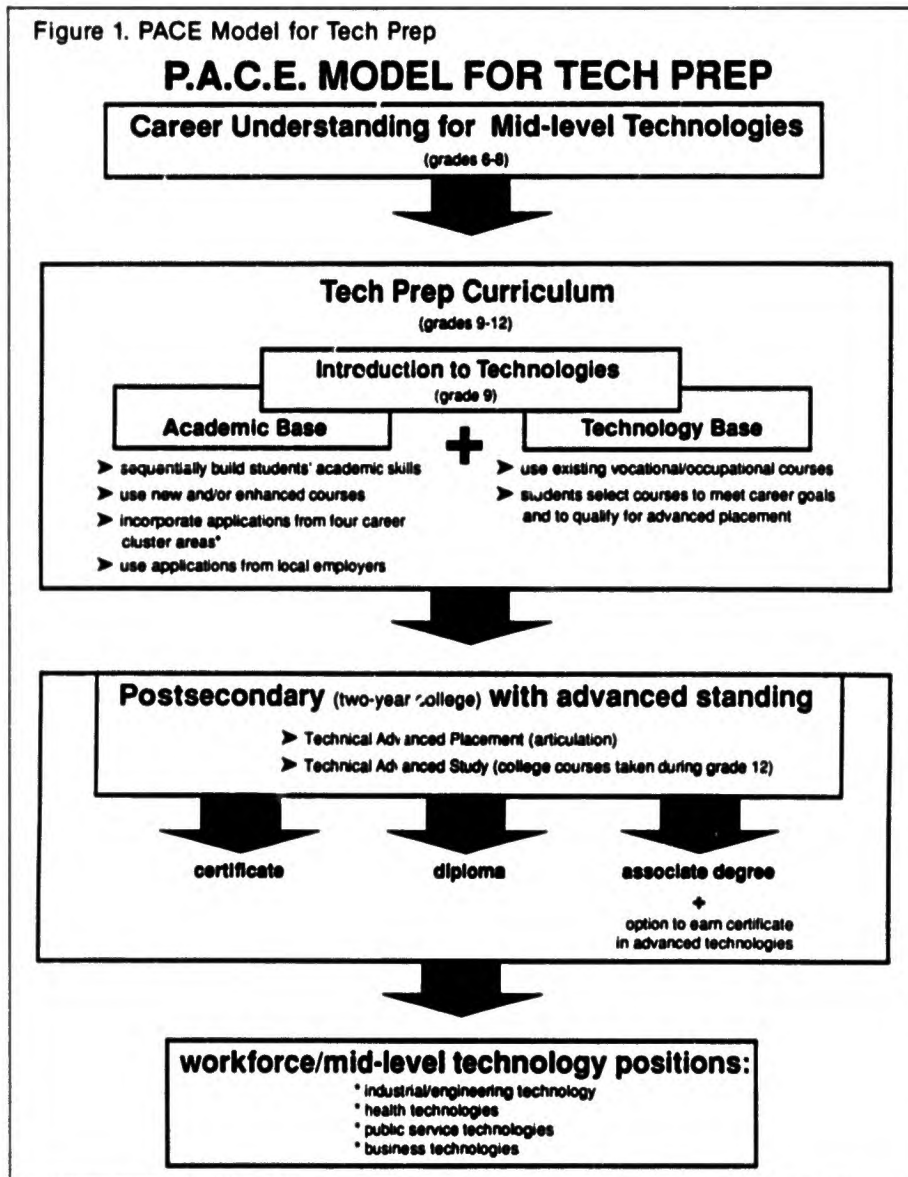 Figure 1. PACE Model for Tech Prep
P.A.C.E. MODEL FOR TECH PREP
Career Understanding for Mid-level Technologies
(grades 6-8)
Tech Prep Curriculum
(grades 9-12)
Introduction to Technologies
(grade 9)
Academic Base
+
Technology Base
➤ sequentially build students' academic skills
➤ use new and/or enhanced courses
➤ incorporate applications from four career
cluster areas*
➤ use applications from local employers
➤ use existing vocational/occupational courses
➤ students select courses to meet career goals
and to qualify for advanced placement
Postsecondary (two-year college) with advanced standing
➤ Technical Advanced Placement (articulation)
➤ Technical Advanced Study (college courses taken during grade 12)
certificate
diploma
associate degree
+
option to earn certificate
in advanced technologies
workforce/mid-level technology positions:
* industrial/engineering technology
* health technologies
* public service technologies
* business technologies